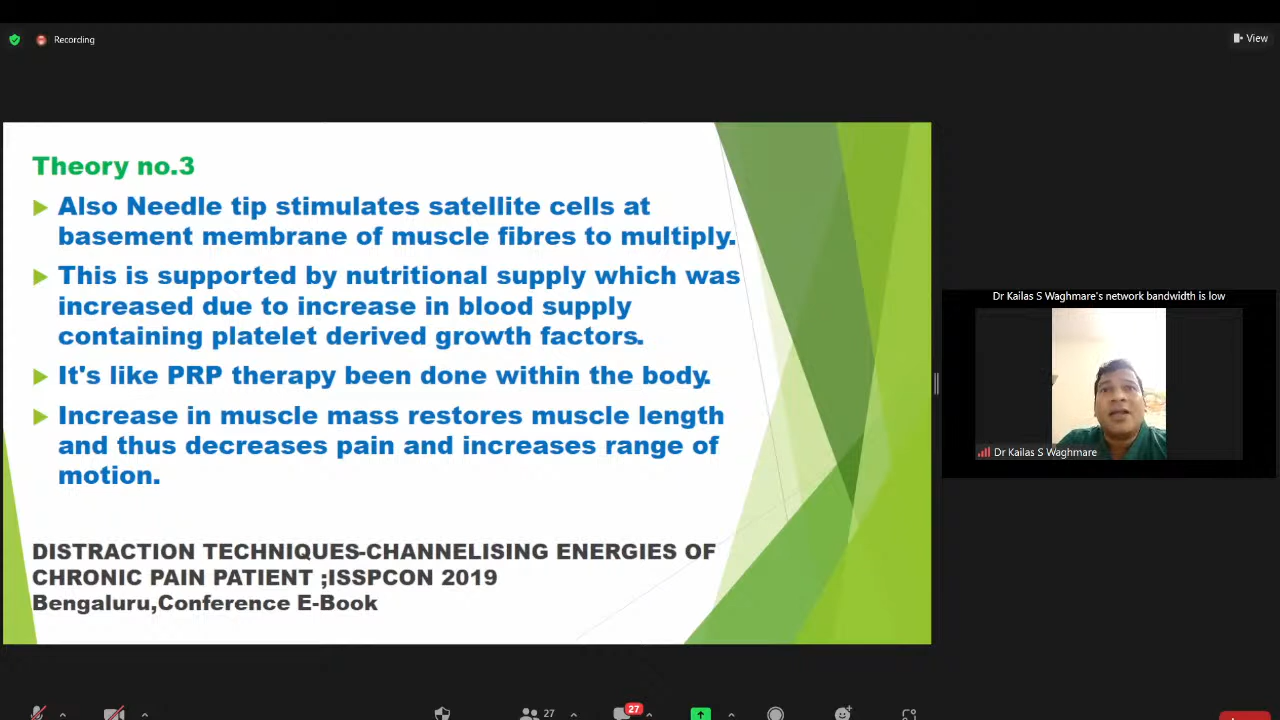 Recording
View
Theory no.3
Also Needle tip stimulates satellite cells at
basement membrane of muscle fibres to multiply.
This is supported by nutritional supply which was
increased due to increase in blood supply
containing platelet derived growth factors.
It's like PRP therapy been done within the body.
Increase in muscle mass restores muscle length
and thus decreases pain and increases range of
motion.
DISTRACTION TECHNIQUES-CHANNELISING ENERGIES OF
CHRONIC PAIN PATIENT ;ISSPCON 2019
Bengaluru,Conference E-Book
Dr Kailas S Waghmare's network bandwidth is low
Dr Kailas S Waghmare
27
27